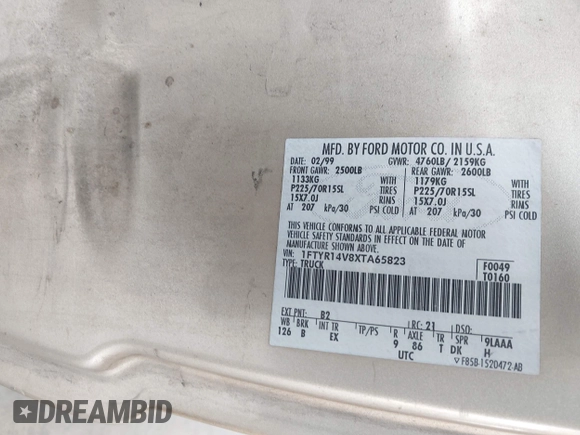 MFD. BY FORD MOTOR CO. IN U.S.A.
DATE: 02/99 GVWR: 4760LB/ 2159KG
FRONT GAWR: 2500LB REAR GAWR: 2600LB
1133KG WITH 1179KG WITH
P225/70R15SL TIRES P225/70R15SL TIRES
15X7.0J RIMS 15X7.0J RIMS
AT 207 kPa/30 PSI COLD AT 207 kPa/30 PSI COLD
THIS VEHICLE CONFORMS TO ALL APPLICABLE FEDERAL MOTOR
VEHICLE SAFETY STANDARDS IN EFFECT ON THE DATE OF
MANUFACTURE SHOWN ABOVE.
VIN: 1FTYR14V8XTA65823
TYPE: TRUCK
F0049
T0160
EXT PNT: B2 RC: 21 DSO:
WB BRK INT TR TP/PS R AXLE TR SPR 9LAAA
126 B EX 9 86 T DK H
UTC
F85B-1520472-AB
DREAMBID